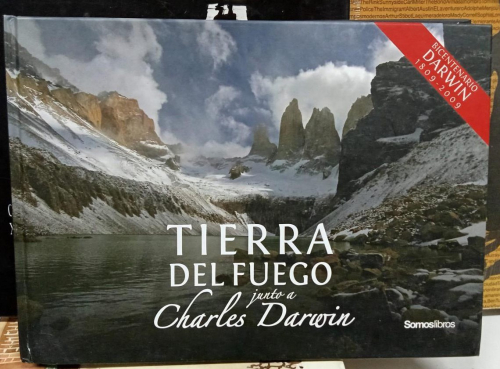 BICENTENARIO
DARWIN
1809-2009
TIERRA
DEL FUEGO
junto a
Charles Darwin
Somoslibros